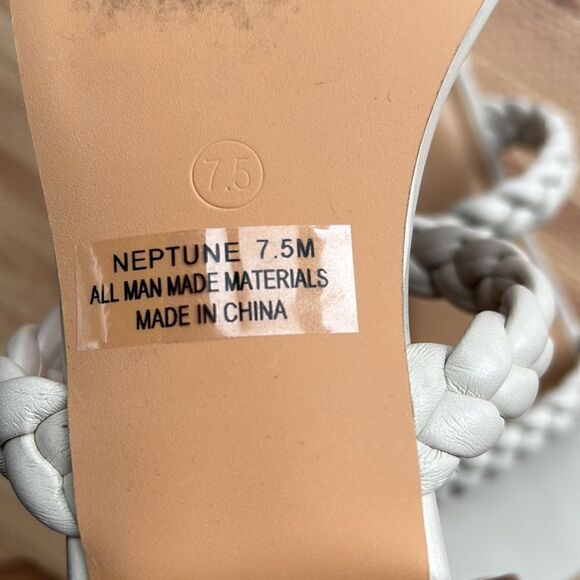 7.5
NEPTUNE 7.5M
ALL MAN MADE MATERIALS
MADE IN CHINA